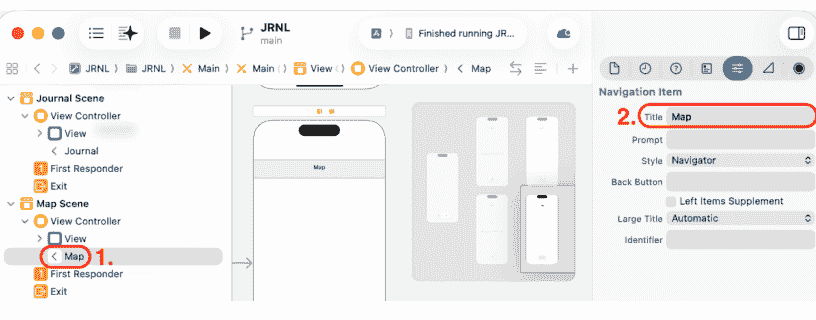 JRNL
main
Finished running JR...
JRNL
JRNL
Main
Main
View
View Controller
Map
Journal Scene
View Controller
View
Journal
First Responder
Exit
Map Scene
View Controller
View
Map 1.
First Responder
Exit
Map
Navigation Item
2. Title Map
Prompt
Style Navigator
Back Button
Left Items Supplement
Large Title Automatic
Identifier